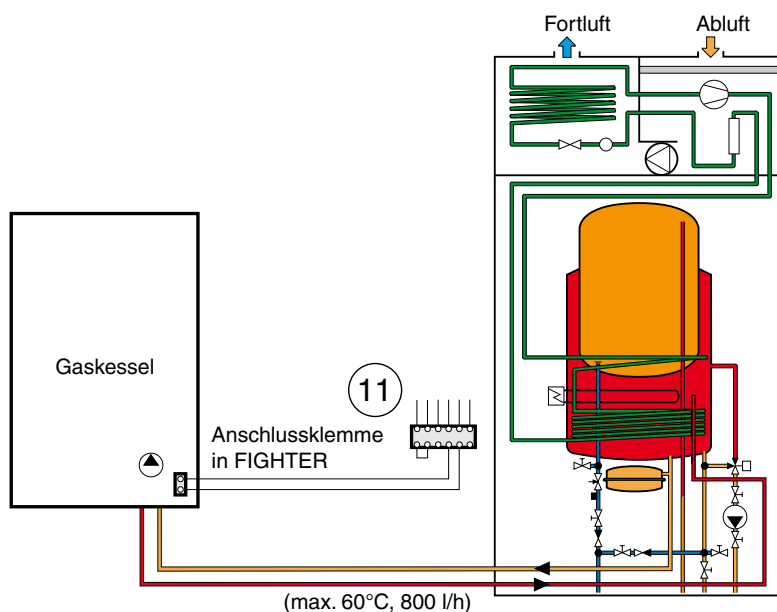 Fortluft
Abluft
Gaskessel
11
Anschlussklemme
in FIGHTER
(max. 60°C, 800 l/h)